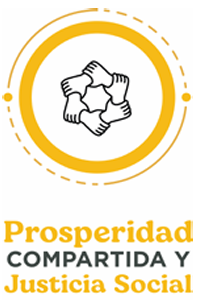 Prosperidad
COMPARTIDA Y
Justicia Social